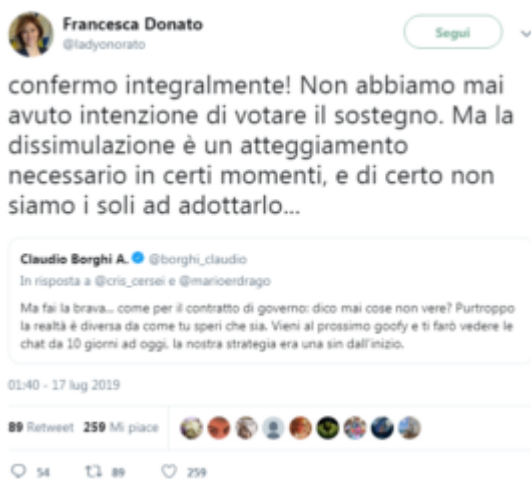 Francesca Donato
@ladyonorato
Segui
confermo integralmente! Non abbiamo mai
avuto intenzione di votare il sostegno. Ma la
dissimulazione è un atteggiamento
necessario in certi momenti, e di certo non
siamo i soli ad adottarlo...
Claudio Borghi A. @borghi_claudio
In risposta a @cris_cersei e @marioerdrago
Ma fai la brava... come per il contratto di governo: dico mai cose non vere? Purtroppo
la realtà è diversa da come tu speri che sia. Vieni al prossimo goofy e ti farò vedere le
chat da 10 giorni ad oggi. la nostra strategia era una sin dall'inizio.
01:40 - 17 lug 2019
89 Retweet 259 Mi piace
54 89 259